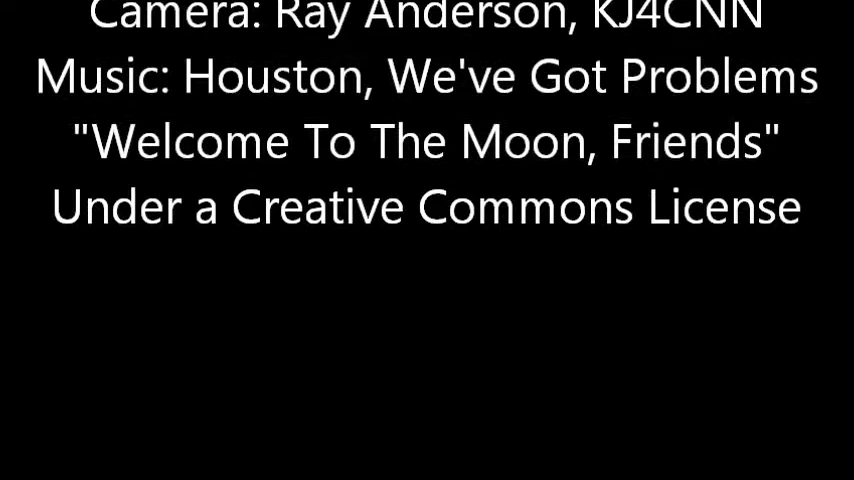 Camera: Ray Anderson, KJ4CNN
Music: Houston, We've Got Problems
"Welcome To The Moon, Friends"
Under a Creative Commons License